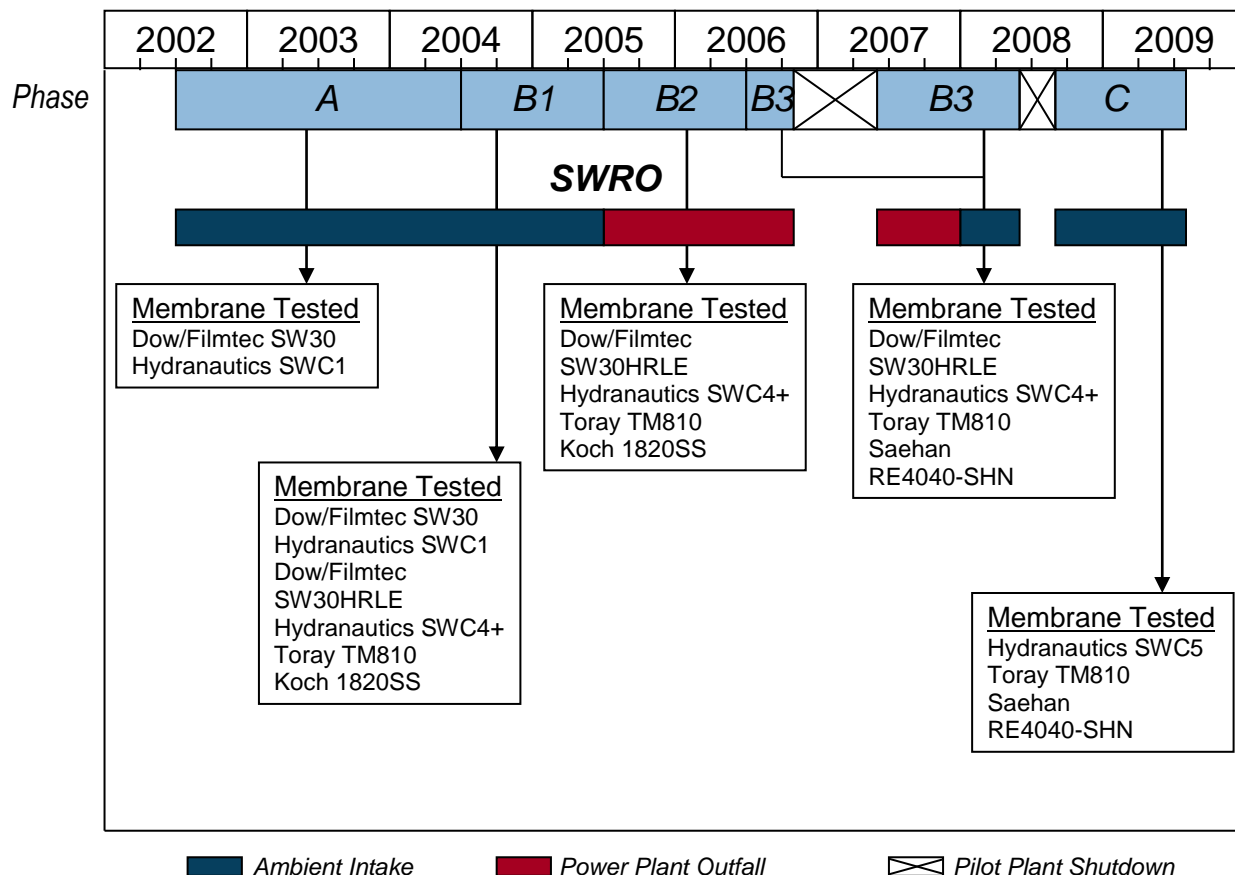 2002 2003 2004 2005 2006 2007 2008 2009
Phase A B1 B2 B3 B3 C
SWRO
Membrane Tested
Dow/Filmtec SW30
Hydranautics SWC1
Membrane Tested
Dow/Filmtec SW30
Hydranautics SWC1
Dow/Filmtec
SW30HRLE
Hydranautics SWC4+
Toray TM810
Koch 1820SS
Membrane Tested
Dow/Filmtec
SW30HRLE
Hydranautics SWC4+
Toray TM810
Koch 1820SS
Membrane Tested
Dow/Filmtec
SW30HRLE
Hydranautics SWC4+
Toray TM810
Saehan
RE4040-SHN
Membrane Tested
Hydranautics SWC5
Toray TM810
Saehan
RE4040-SHN
Ambient Intake Power Plant Outfall Pilot Plant Shutdown